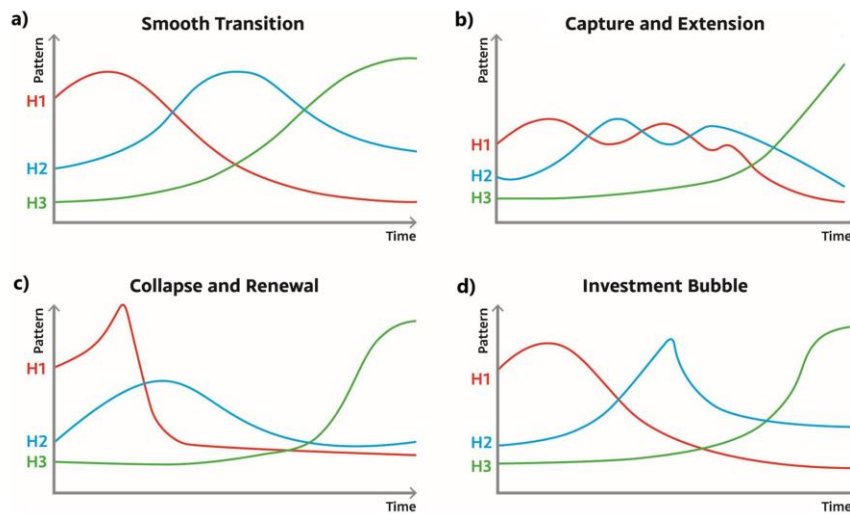 a)
Smooth Transition
Pattern
H1
H2
H3
Time
b)
Capture and Extension
Pattern
H1
H2
H3
Time
c)
Collapse and Renewal
Pattern
H1
H2
H3
Time
d)
Investment Bubble
Pattern
H1
H2
H3
Time